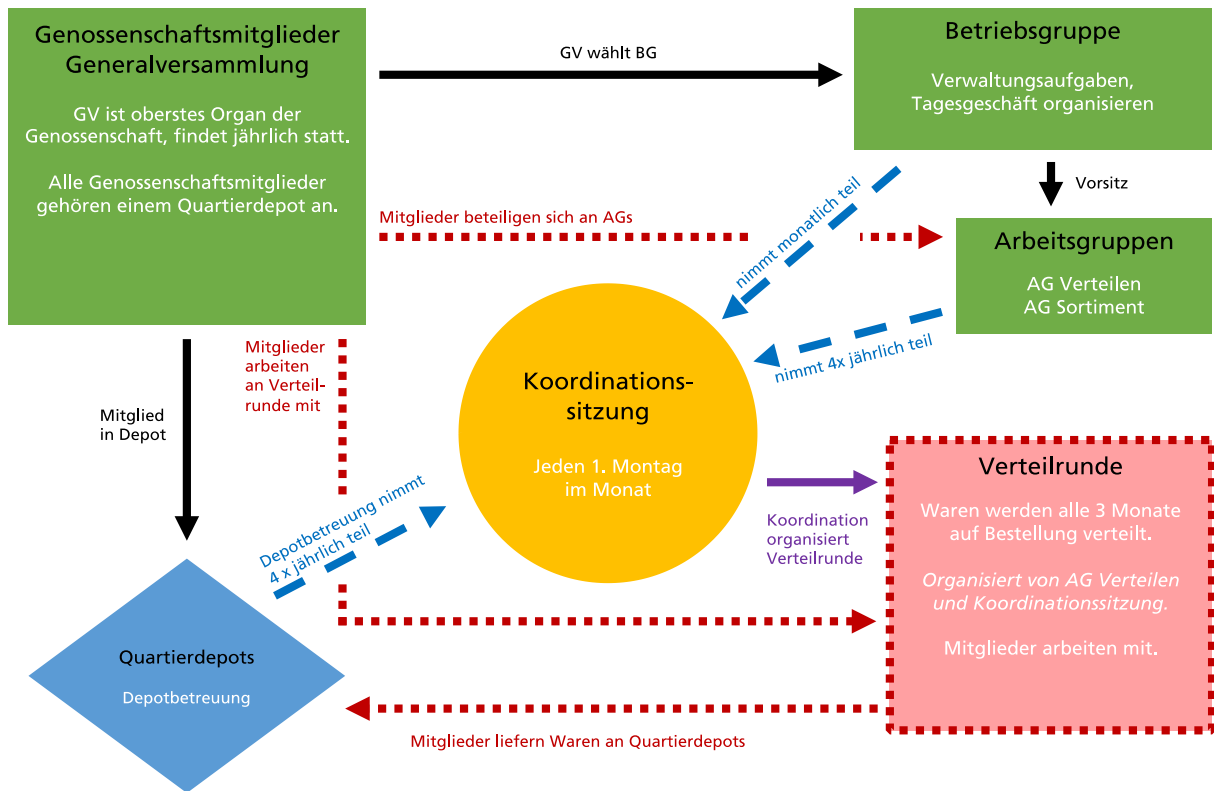 Genossenschaftsmitglieder
Generalversammlung
GV ist oberstes Organ der
Genossenschaft, findet jährlich statt.
Alle Genossenschaftsmitglieder
gehören einem Quartierdepot an.
GV wählt BG
Betriebsgruppe
Verwaltungsaufgaben,
Tagesgeschäft organisieren
Vorsitz
Mitglieder beteiligen sich an AGs
nimmt monatlich teil
Arbeitsgruppen
AG Verteilen
AG Sortiment
nimmt 4x jährlich teil
Mitglieder
arbeiten
an Verteil-
runde mit
Mitglied
in Depot
Koordinations-
sitzung
Jeden 1. Montag
im Monat
Depotbetreuung nimmt
4 x jährlich teil
Koordination
organisiert
Verteilrunde
Verteilrunde
Waren werden alle 3 Monate
auf Bestellung verteilt.
Organisiert von AG Verteilen
und Koordinationssitzung.
Mitglieder arbeiten mit.
Quartierdepots
Depotbetreuung
Mitglieder liefern Waren an Quartierdepots